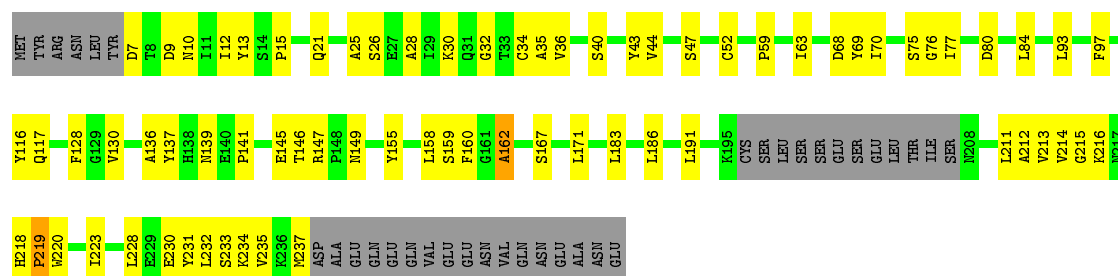 MET TYR ARG ASN LEU TYR D7 T8 D9 N10 I11 I12 Y13 S14 P15 Q21 A25 S26 E27 A28 I29 K30 Q31 G32 T33 C34 A35 V36 S40 Y43 V44 S47 C52 P59 I63 D68 Y69 I70 S75 G76 I77 D80 L84 L93 F97
Y116 Q117 F128 G129 V130 A136 Y137 H138 N139 E140 P141 E145 T146 R147 P148 N149 Y155 L158 S159 F160 G161 A162 S167 L171 L183 L186 L191 K195 CYS SER LEU SER SER GLU SER GLU LEU THR ILE SER N208 L211 A212 V213 V214 G215 K216 N217
H218 P219 W220 I223 L228 E229 E230 Y231 L232 S233 K234 V235 K236 M237 ASP ALA GLU GLN GLU GLN VAL GLU GLU ASN VAL GLN ASN GLU ALA ASN GLU